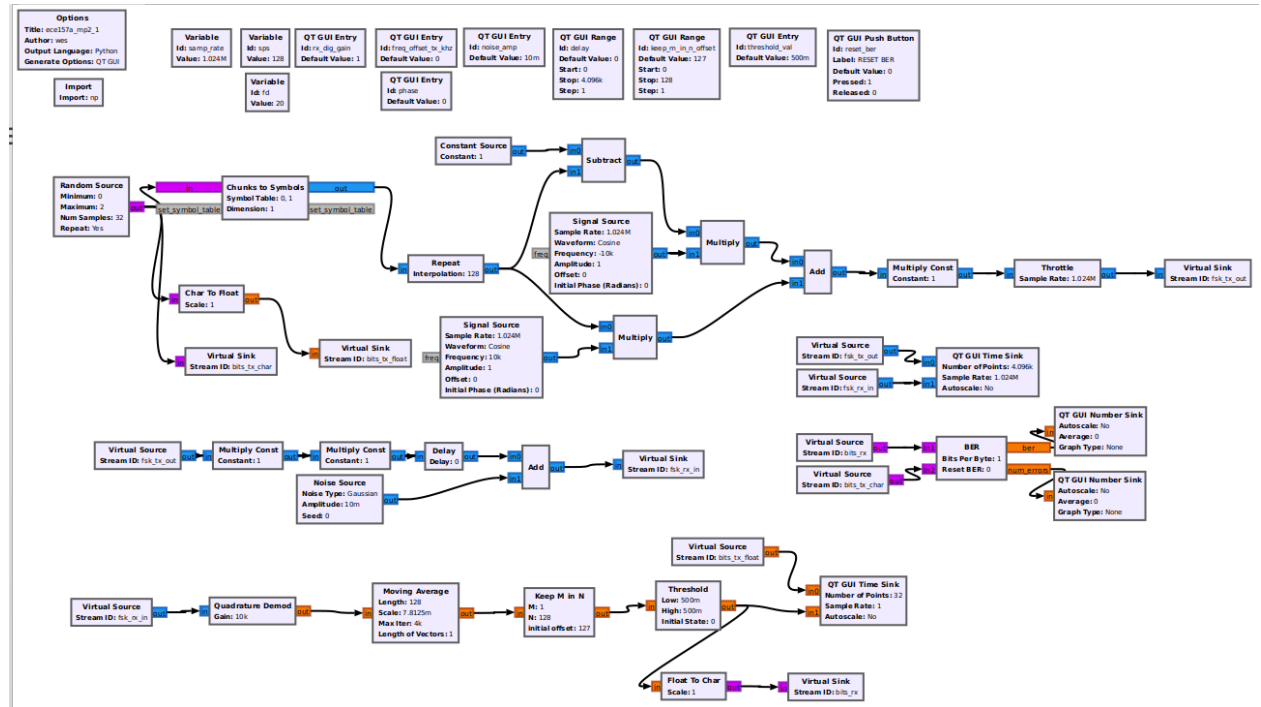 Options
Title: ece157a_mp2_1
Author: wes
Output Language: Python
Generate Options: QT GUI
Variable
Id: samp_rate
Value: 1.024M
Variable
Id: sps
Value: 128
QT GUI Entry
Id: rx_dig_gain
Default Value: 1
QT GUI Entry
Id: freq_offset_tx_khz
Default Value: 0
QT GUI Entry
Id: noise_amp
Default Value: 10m
QT GUI Range
Id: delay
Default Value: 0
Start: 0
Stop: 4.096k
Step: 1
QT GUI Range
Id: keep_m_in_n_offset
Default Value: 127
Start: 0
Stop: 128
Step: 1
QT GUI Entry
Id: threshold_val
Default Value: 500m
QT GUI Push Button
Id: reset_ber
Label: RESET BER
Default Value: 0
Pressed: 1
Released: 0
Import
Import: np
Variable
Id: fd
Value: 20
QT GUI Entry
Id: phase
Default Value: 0
Constant Source
Constant: 1
out
in0
in1
Subtract
out
Random Source
Minimum: 0
Maximum: 2
Num Samples: 32
Repeat: Yes
out
in
set_symbol_table
Chunks to Symbols
Symbol Table: 0, 1
Dimension: 1
out
set_symbol_table
in
Repeat
Interpolation: 128
out
freq
Signal Source
Sample Rate: 1.024M
Waveform: Cosine
Frequency: -10k
Amplitude: 1
Offset: 0
Initial Phase (Radians): 0
out
in0
in1
Multiply
out
in0
in1
Add
out
in
Multiply Const
Constant: 1
out
in
Throttle
Sample Rate: 1.024M
out
in
Virtual Sink
Stream ID: fsk_tx_out
in
Char To Float
Scale: 1
out
in
Virtual Sink
Stream ID: bits_tx_char
in
Virtual Sink
Stream ID: bits_tx_float
freq
Signal Source
Sample Rate: 1.024M
Waveform: Cosine
Frequency: 10k
Amplitude: 1
Offset: 0
Initial Phase (Radians): 0
out
in0
in1
Multiply
out
Virtual Source
Stream ID: fsk_tx_out
out
Virtual Source
Stream ID: fsk_rx_in
out
in0
in1
QT GUI Time Sink
Number of Points: 4.096k
Sample Rate: 1.024M
Autoscale: No
Virtual Source
Stream ID: fsk_tx_out
out
in
Multiply Const
Constant: 1
out
in
Multiply Const
Constant: 1
out
in
Delay
Delay: 0
out
Noise Source
Noise Type: Gaussian
Amplitude: 10m
Seed: 0
out
in0
in1
Add
out
in
Virtual Sink
Stream ID: fsk_rx_in
Virtual Source
Stream ID: bits_rx
out
Virtual Source
Stream ID: bits_tx_char
out
in1
in2
BER
Bits Per Byte: 1
Reset BER: 0
ber
num_errors
in
QT GUI Number Sink
Autoscale: No
Average: 0
Graph Type: None
in
QT GUI Number Sink
Autoscale: No
Average: 0
Graph Type: None
Virtual Source
Stream ID: fsk_rx_in
out
in
Quadrature Demod
Gain: 10k
out
in
Moving Average
Length: 128
Scale: 7.8125m
Max Iter: 4k
Length of Vectors: 1
out
in
Keep M in N
M: 1
N: 128
initial offset: 127
out
in
Threshold
Low: 500m
High: 500m
Initial State: 0
out
Virtual Source
Stream ID: bits_tx_float
out
in0
in1
QT GUI Time Sink
Number of Points: 32
Sample Rate: 1
Autoscale: No
in
Float To Char
Scale: 1
out
in
Virtual Sink
Stream ID: bits_rx